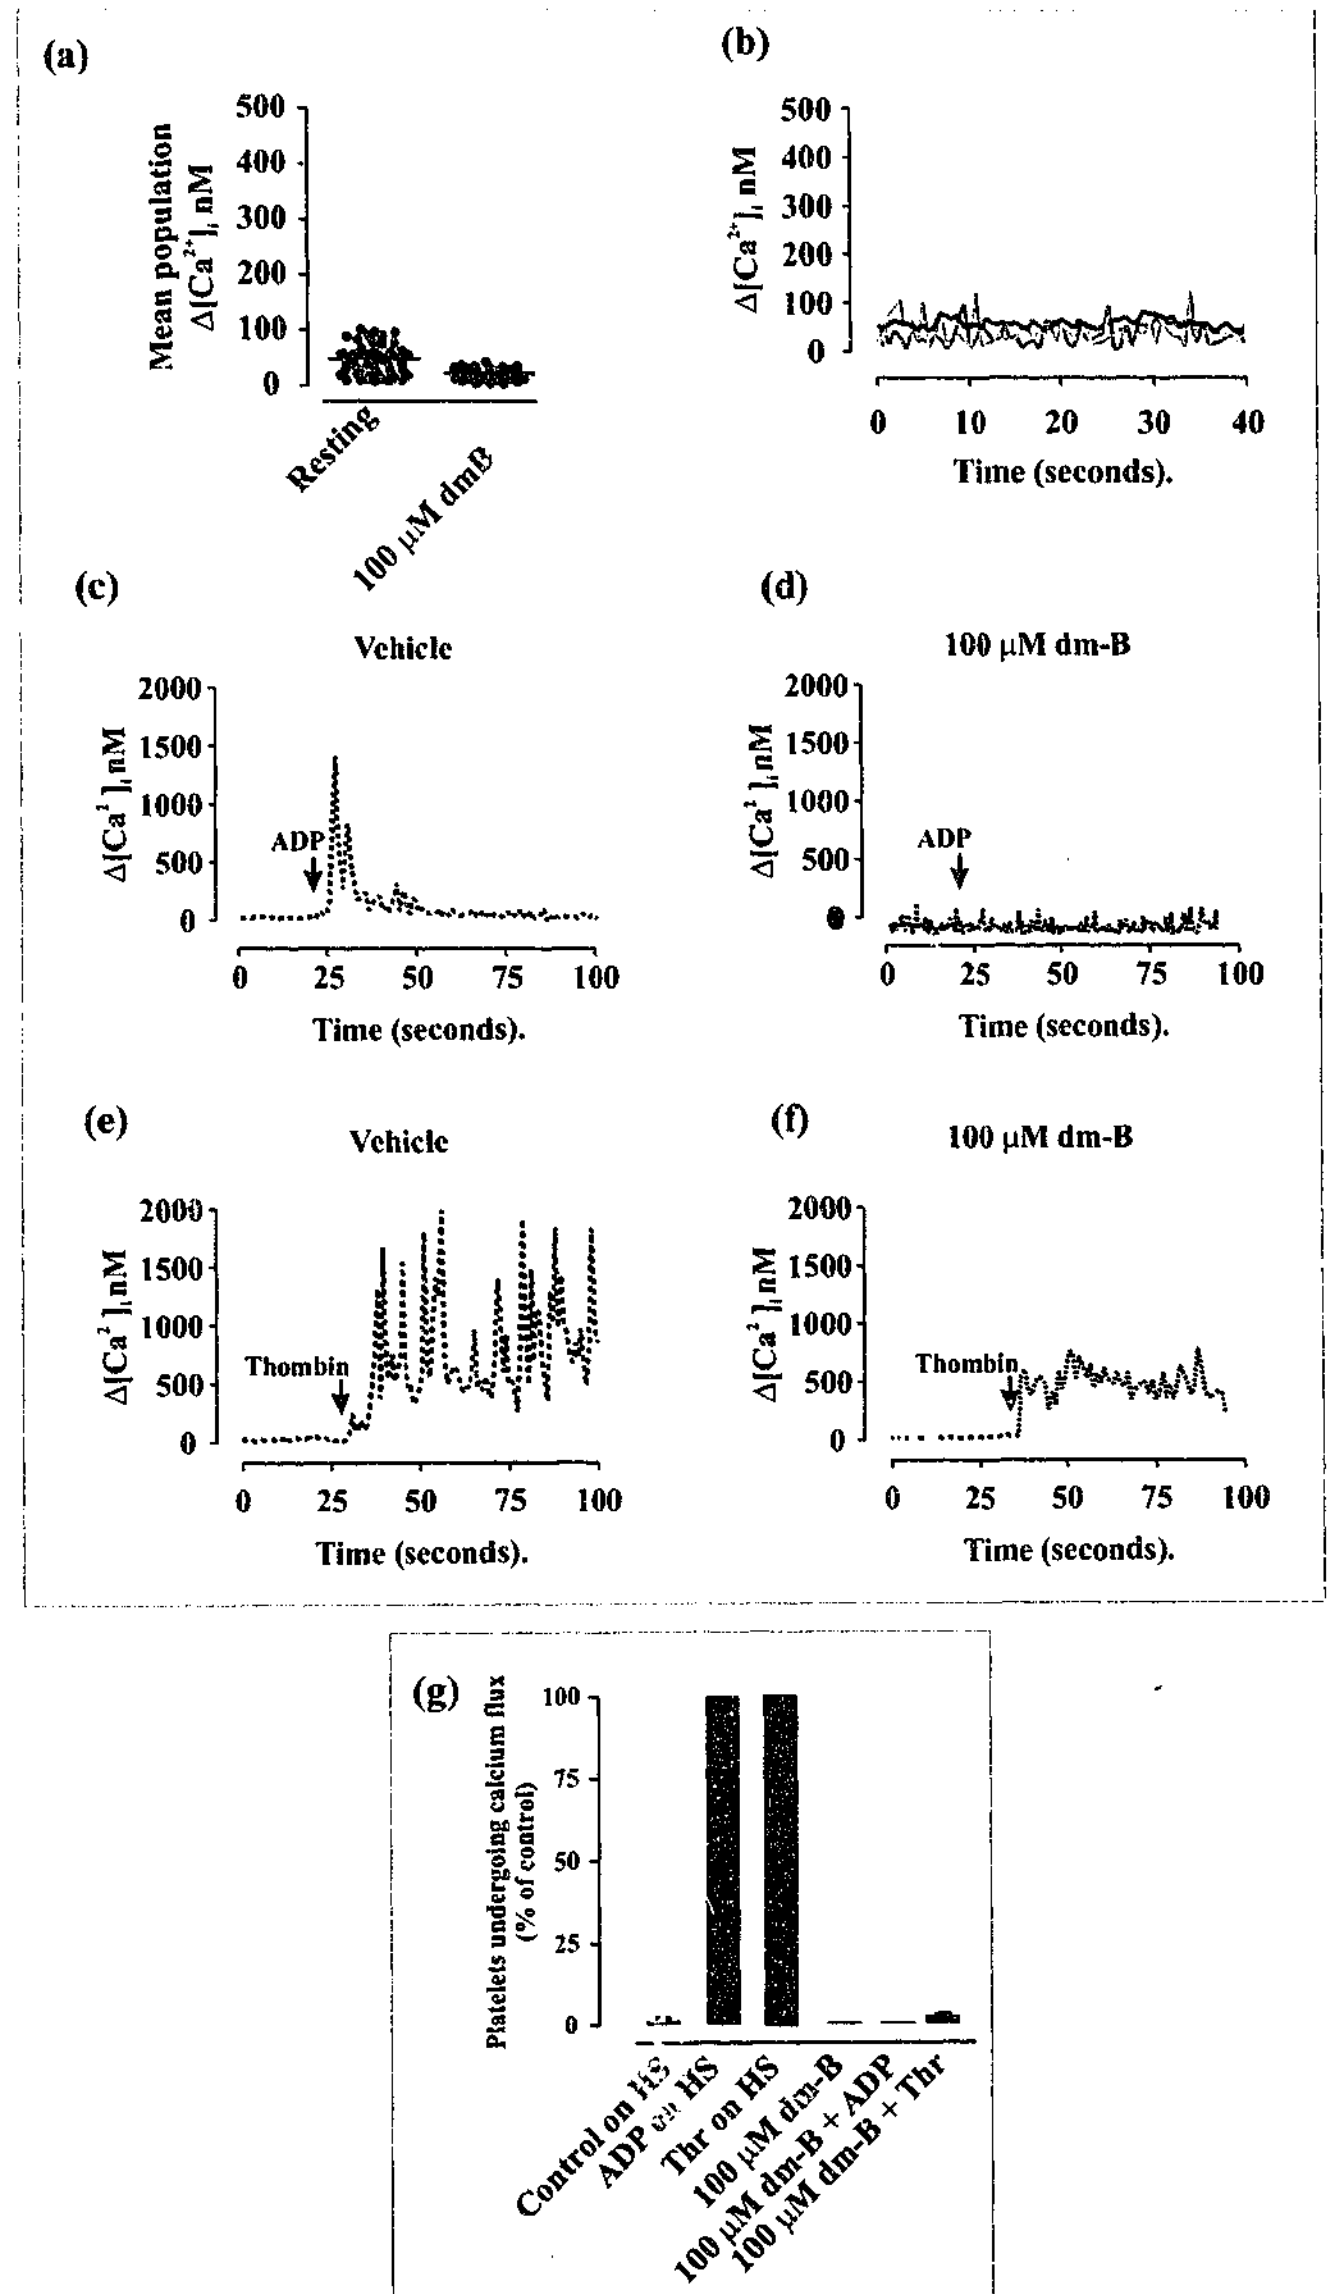 (a)
Mean population
Δ[Ca²⁺]ᵢ nM
500
400
300
200
100
0
Resting
100 μM dmB
(b)
Δ[Ca²⁺]ᵢ nM
500
400
300
200
100
0
0 10 20 30 40
Time (seconds).
(c)
Vehicle
Δ[Ca² ]ᵢ nM
2000
1500
1000
500
0
ADP
0 25 50 75 100
Time (seconds).
(d)
100 μM dm-B
Δ[Ca² ]ᵢ nM
2000
1500
1000
500
0
ADP
0 25 50 75 100
Time (seconds).
(e)
Vehicle
Δ[Ca² ]ᵢ nM
2000
1500
1000
500
0
Thombin
0 25 50 75 100
Time (seconds).
(f)
100 μM dm-B
Δ[Ca² ]ᵢ nM
2000
1500
1000
500
0
Thombin
0 25 50 75 100
Time (seconds).
(g)
Platelets undergoing calcium flux
(% of control)
100
75
50
25
0
Control on HS
ADP on HS
Thr on HS
100 μM dm-B
100 μM dm-B + ADP
100 μM dm-B + Thr